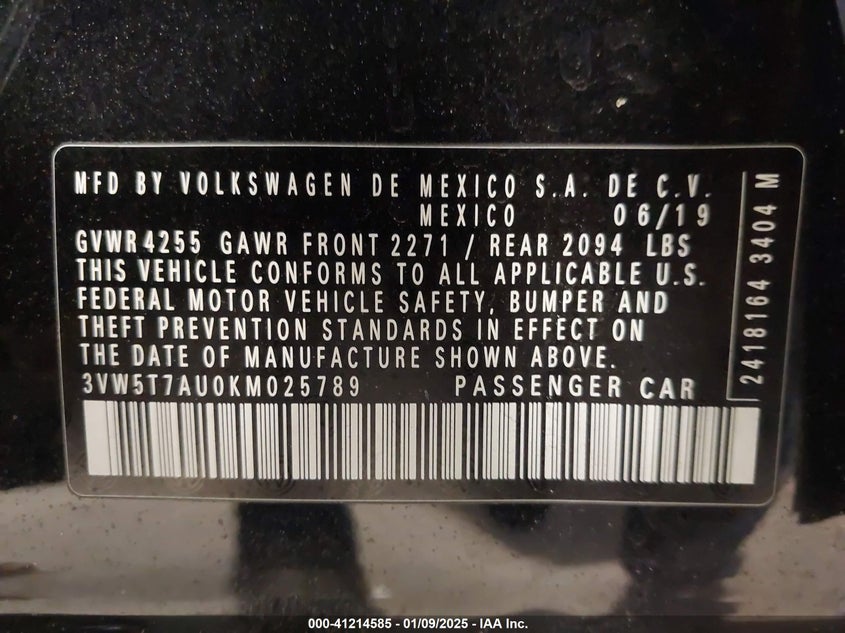 MFD BY VOLKSWAGEN DE MEXICO S.A. DE C.V.
MEXICO 06/19
GVWR 4255 GAWR FRONT 2271 / REAR 2094 LBS
THIS VEHICLE CONFORMS TO ALL APPLICABLE U.S.
FEDERAL MOTOR VEHICLE SAFETY, BUMPER AND
THEFT PREVENTION STANDARDS IN EFFECT ON
THE DATE OF MANUFACTURE SHOWN ABOVE.
3VW5T7AU0KM025789 PASSENGER CAR
2418164 3404 M
000-41214585 - 01/09/2025 - IAA Inc.